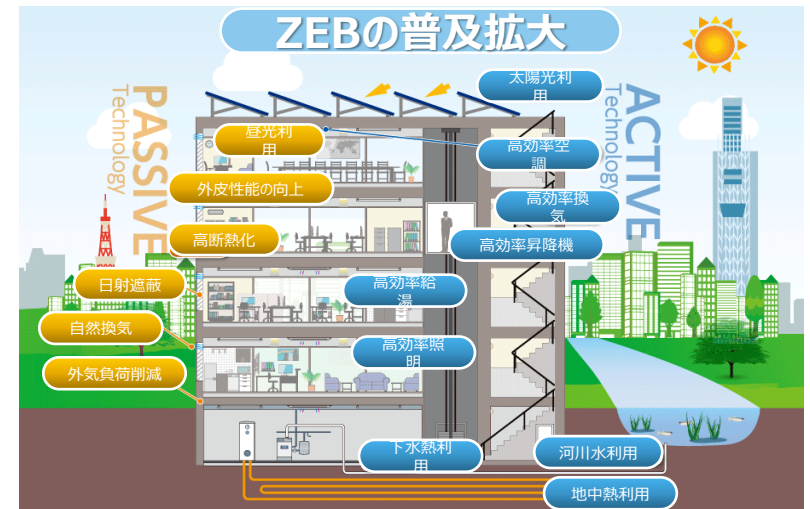 ZEBの普及拡大
PASSIVE
Technology
ACTIVE
Technology
太陽光利
用
昼光利
用
高効率空
調
外皮性能の向上
高効率換
気
高断熱化
高効率昇降機
日射遮蔽
高効率給
湯
自然換気
高効率照
明
外気負荷削減
下水熱利
用
河川水利用
地中熱利用